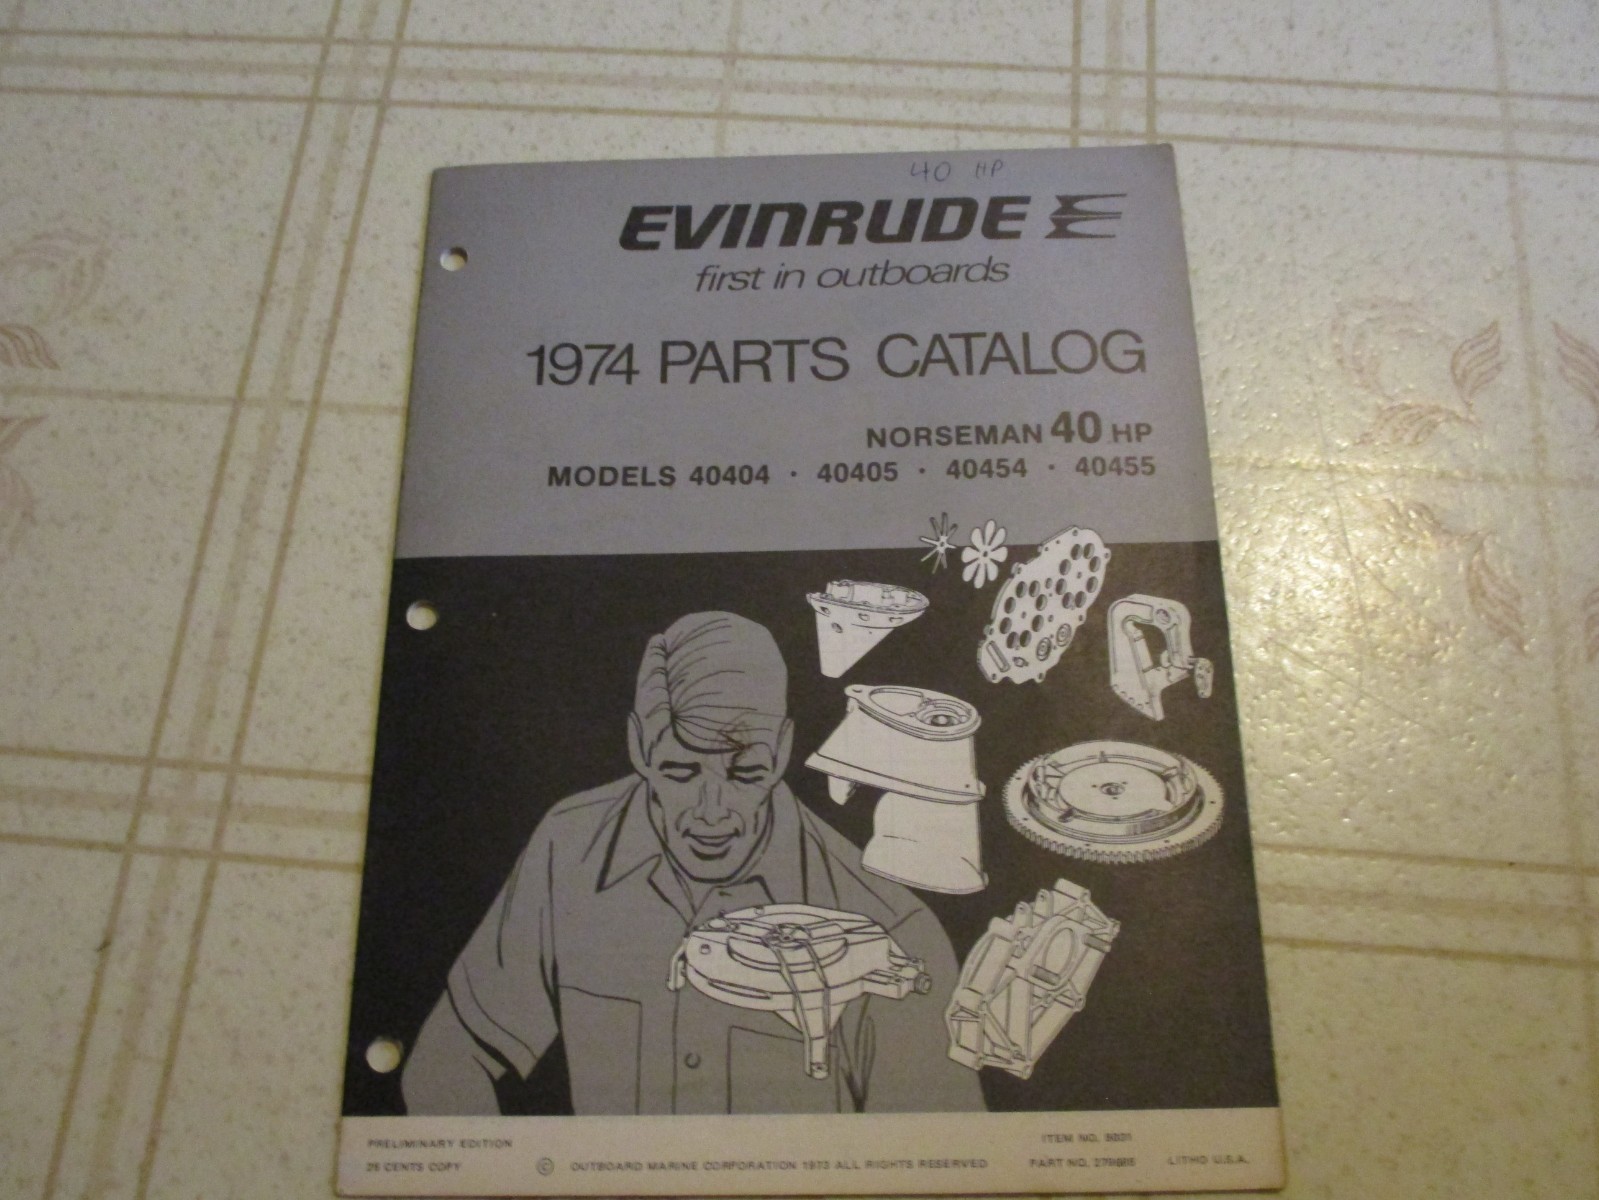 40 HP
EVINRUDE
first in outboards
1974 PARTS CATALOG
NORSEMAN 40 HP
MODELS 40404 · 40405 · 40454 · 40455
PRELIMINARY EDITION
25 CENTS COPY
© OUTBOARD MARINE CORPORATION 1973 ALL RIGHTS RESERVED
ITEM NO.
PART NO.
LITHO U.S.A.